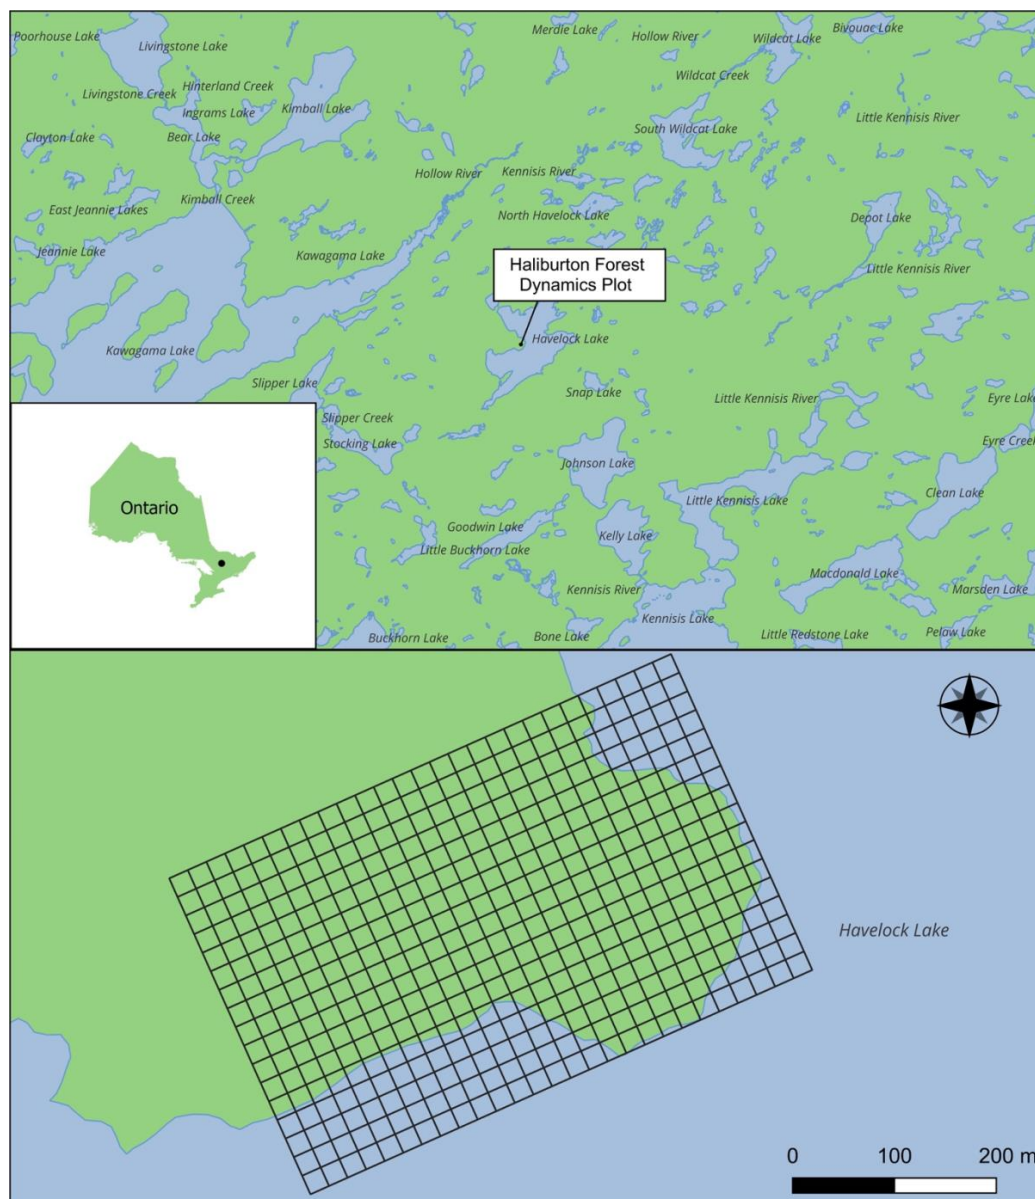 Poorhouse Lake
Livingstone Lake
Merdie Lake
Hollow River
Wildcat Lake
Bivouac Lake
Wildcat Creek
Livingstone Creek
Hinterland Creek
Ingrams Lake
Kimball Lake
Clayton Lake
Bear Lake
South Wildcat Lake
Little Kennisis River
Hollow River
Kennisis River
Kimball Creek
East Jeannie Lakes
North Havelock Lake
Depot Lake
Jeannie Lake
Kawagama Lake
Haliburton Forest
Dynamics Plot
Little Kennisis River
Havelock Lake
Kawagama Lake
Slipper Lake
Snap Lake
Little Kennisis River
Eyre Lake
Slipper Creek
Stocking Lake
Eyre Creek
Johnson Lake
Little Kennisis Lake
Clean Lake
Ontario
Goodwin Lake
Kelly Lake
Little Buckhorn Lake
Macdonald Lake
Kennisis River
Marsden Lake
Kennisis Lake
Buckhorn Lake
Bone Lake
Little Redstone Lake
Pelaw Lake
Havelock Lake
0 100 200 m